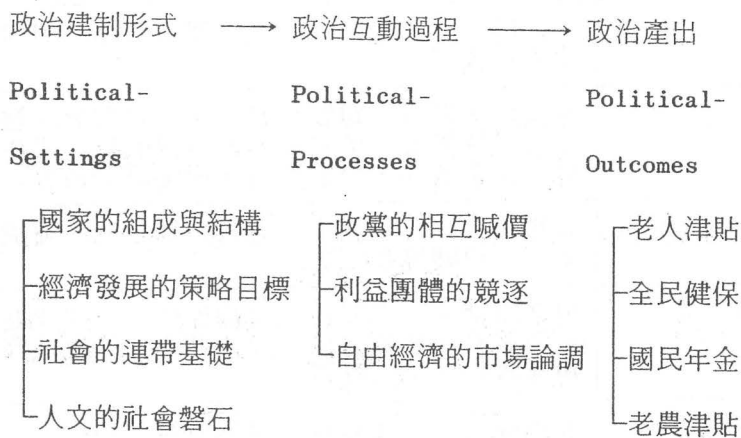 政治建制形式 ⟶ 政治互動過程 ⟶ 政治產出
Political- Political- Political-
Settings Processes Outcomes
國家的組成與結構 政黨的相互喊價 老人津貼
經濟發展的策略目標 利益團體的競逐 全民健保
社會的連帶基礎 自由經濟的市場論調 國民年金
人文的社會磐石 老農津貼